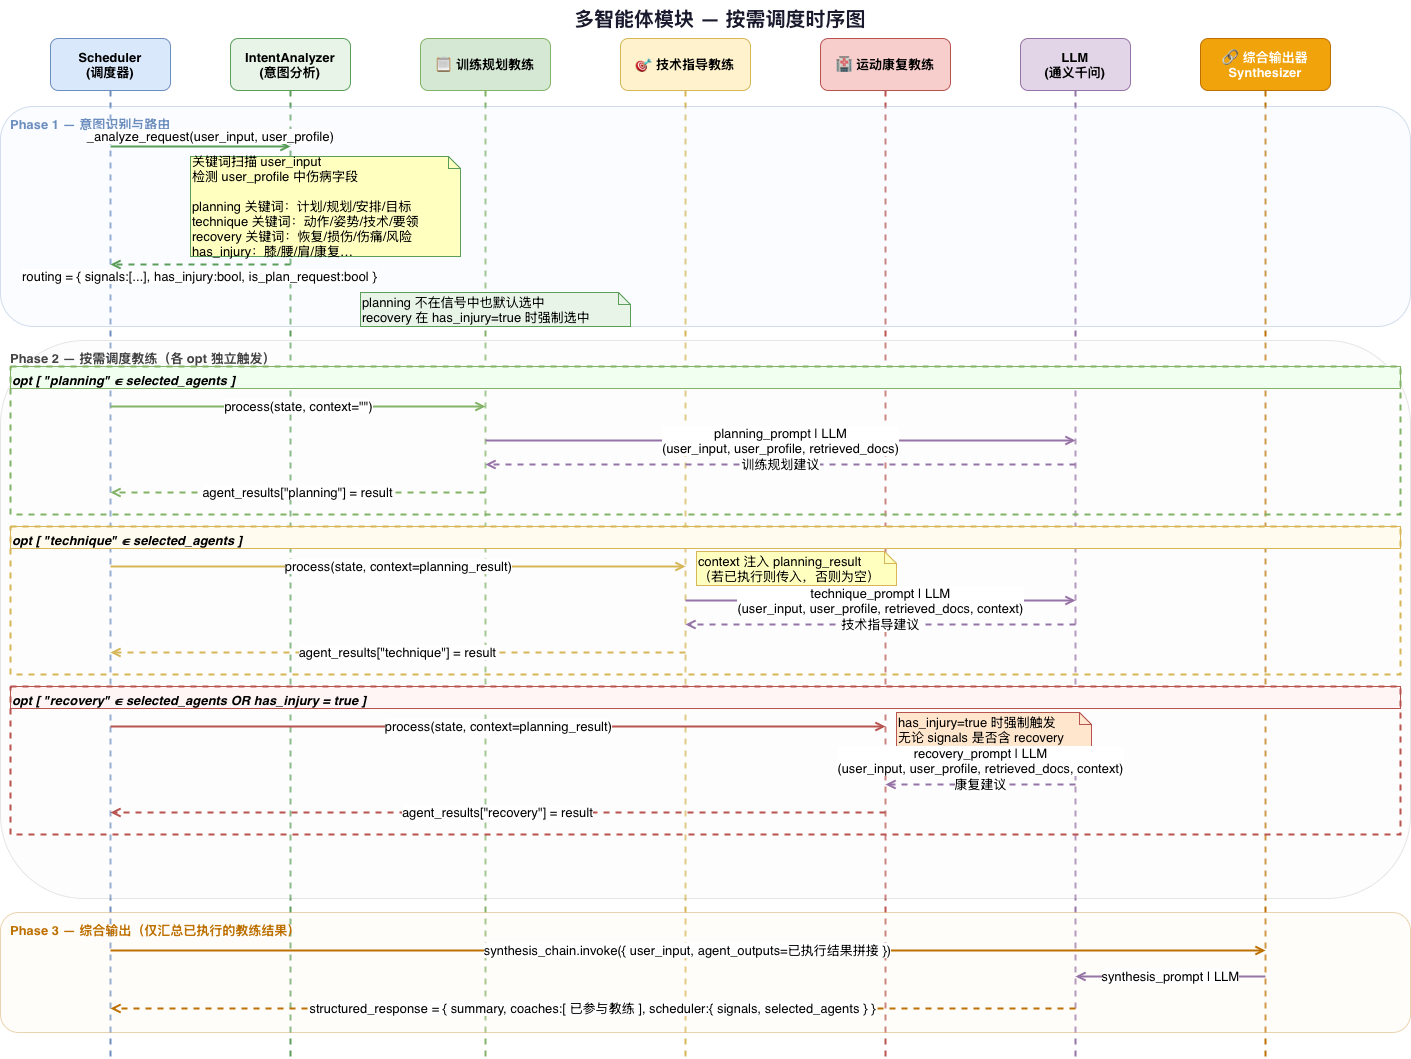 多智能体模块 — 按需调度时序图
Scheduler
(调度器)
IntentAnalyzer
(意图分析)
训练规划教练
技术指导教练
运动康复教练
LLM
(通义千问)
综合输出器
Synthesizer
Phase 1 — 意图识别与路由
_analyze_request(user_input, user_profile)
关键词扫描 user_input
检测 user_profile 中伤病字段
planning 关键词：计划/规划/安排/目标
technique 关键词：动作/姿势/技术/要领
recovery 关键词：恢复/损伤/伤痛/风险
has_injury：膝/腰/肩/康复…
routing = { signals:[...], has_injury:bool, is_plan_request:bool }
planning 不在信号中也默认选中
recovery 在 has_injury=true 时强制选中
Phase 2 — 按需调度教练（各 opt 独立触发）
opt [ "planning" ∈ selected_agents ]
process(state, context="")
planning_prompt | LLM
(user_input, user_profile, retrieved_docs)
训练规划建议
agent_results["planning"] = result
opt [ "technique" ∈ selected_agents ]
process(state, context=planning_result)
context 注入 planning_result
（若已执行则传入，否则为空）
technique_prompt | LLM
(user_input, user_profile, retrieved_docs, context)
技术指导建议
agent_results["technique"] = result
opt [ "recovery" ∈ selected_agents OR has_injury = true ]
process(state, context=planning_result)
has_injury=true 时强制触发
无论 signals 是否含 recovery
recovery_prompt | LLM
(user_input, user_profile, retrieved_docs, context)
康复建议
agent_results["recovery"] = result
Phase 3 — 综合输出（仅汇总已执行的教练结果）
synthesis_chain.invoke({ user_input, agent_outputs=已执行结果拼接 })
synthesis_prompt | LLM
structured_response = { summary, coaches:[ 已参与教练 ], scheduler:{ signals, selected_agents } }